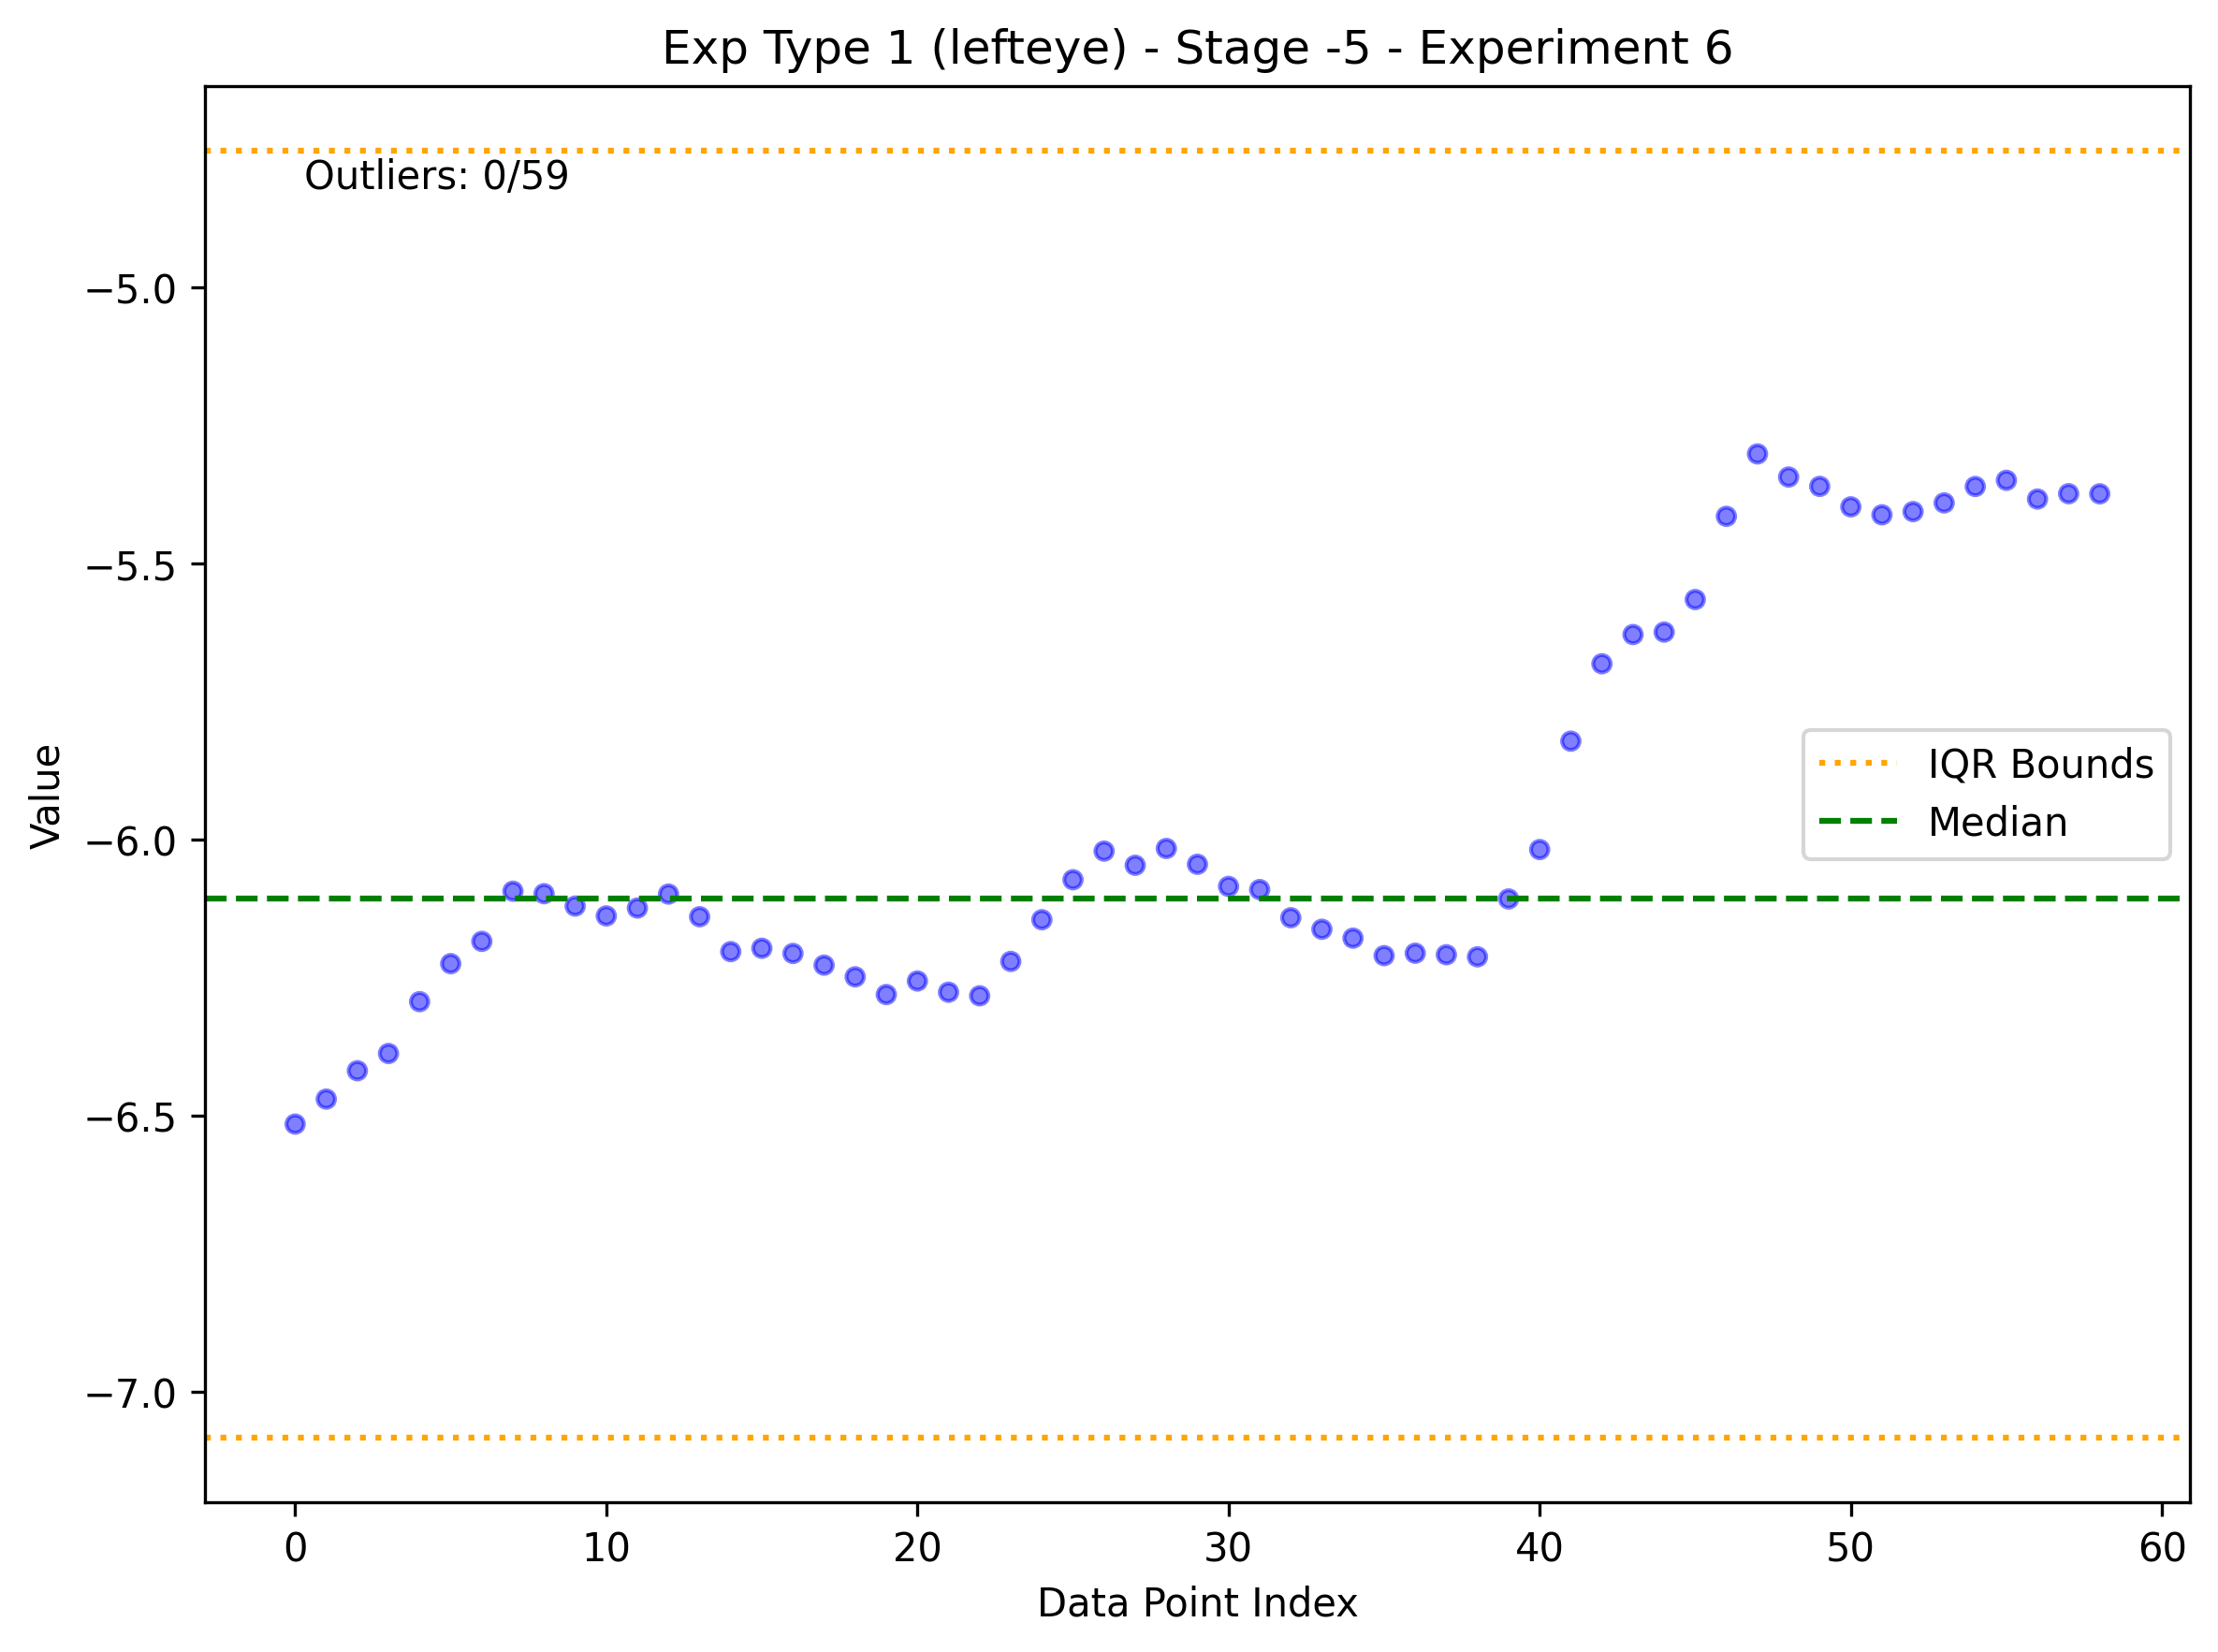 Exp Type 1 (lefteye) - Stage -5 - Experiment 6
Outliers: 0/59
−5.0
−5.5
−6.0
−6.5
−7.0
Value
IQR Bounds
Median
0 10 20 30 40 50 60
Data Point Index